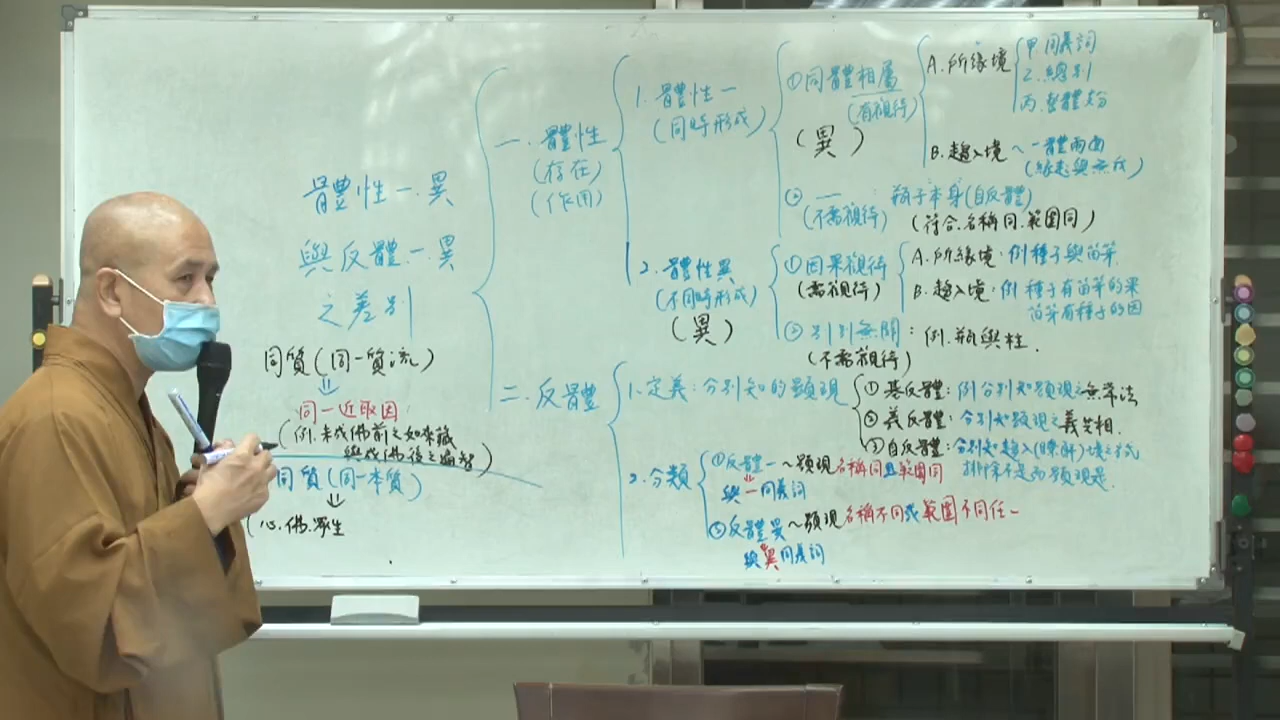 體性一.異
與反體一.異
之差別
同質(同一質流)
⇓
同一近取因:
(例.未成佛前之如來藏
與成佛後之遍智)
同質(同一本質)
⇓
(心.佛.眾生
一.體性
(存在)
(作用)
1.體性一
(同時形成)
①同體相屬
(有觀待)
(異)
A.所緣境
甲.同義詞
乙.總別
丙.整體支分
B.趨入境~一體兩面
(緣起與無我)
②一:瓶子本身(自反體)
(不需觀待)
(符合.名稱同.範圍同)
2.體性異
(不同時形成)
(異)
①因果觀待
(需觀待)
A.所緣境.例種子與苗芽
B.趨入境.例種子有苗芽的果
苗芽有種子的因
②別別無關:例.瓶與柱.
(不需觀待)
二.反體
1.定義:分別知的顯現
①基反體:例分別知顯現之無常法
②義反體:分別知顯現之義共相.
③自反體:分別知趨入(瞭解)境之方式
排除不是而顯現是.
2.分類
①反體一~顯現名稱同且範圍同
與一同義詞
②反體異~顯現名稱不同或範圍不同任一
與異同義詞